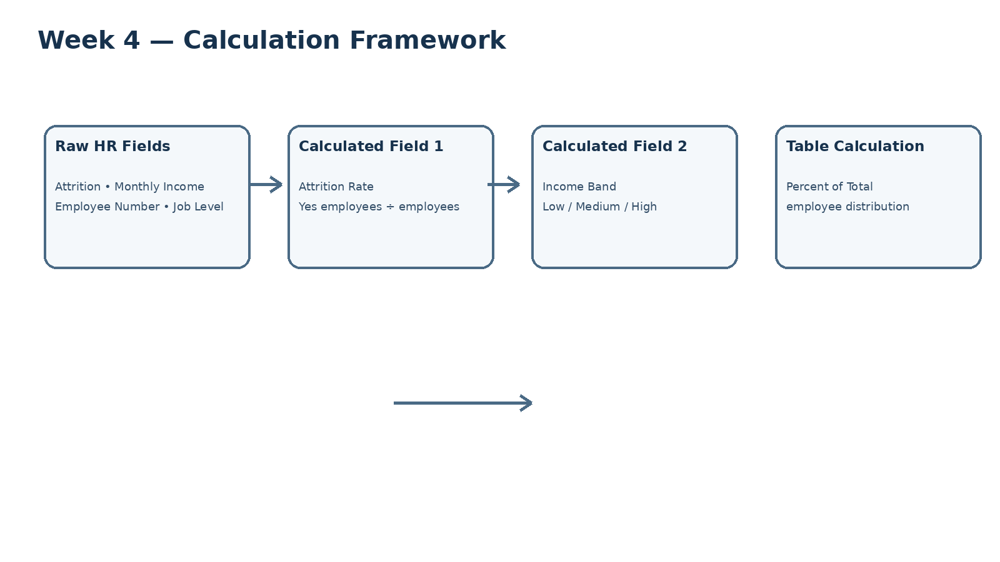 Week 4 — Calculation Framework
Raw HR Fields
Attrition • Monthly Income
Employee Number • Job Level
Calculated Field 1
Attrition Rate
Yes employees ÷ employees
Calculated Field 2
Income Band
Low / Medium / High
Table Calculation
Percent of Total
employee distribution